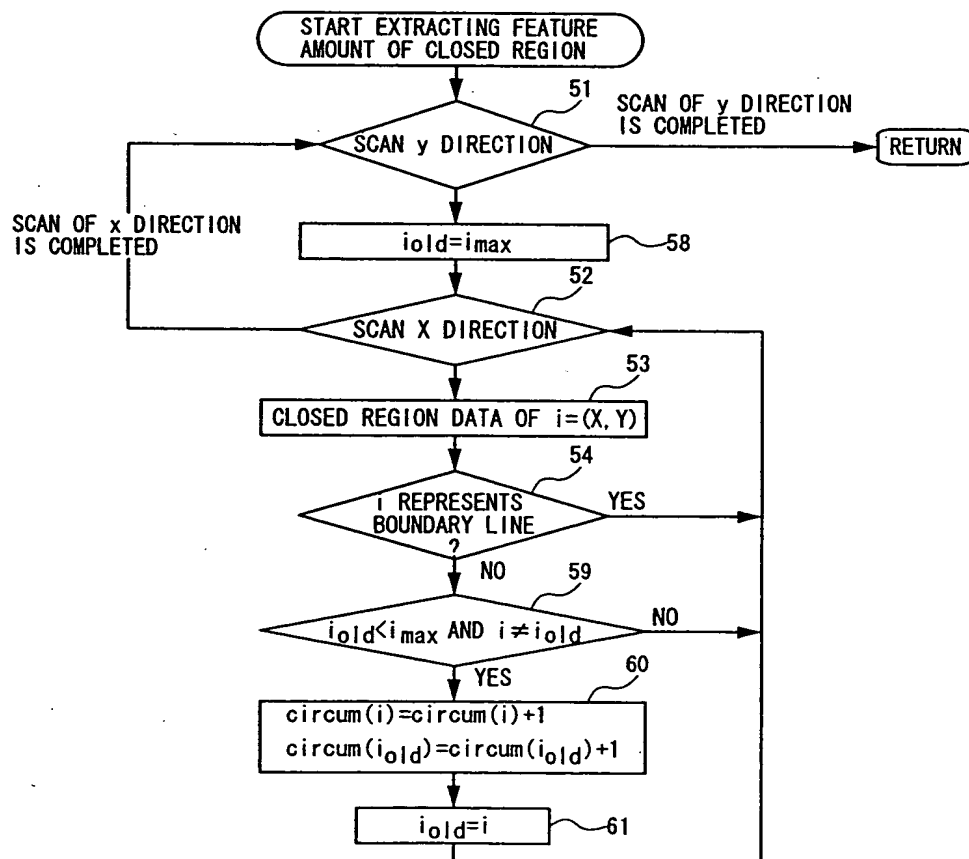 START EXTRACTING FEATURE
AMOUNT OF CLOSED REGION
51
SCAN OF y DIRECTION
IS COMPLETED
SCAN y DIRECTION
RETURN
SCAN OF x DIRECTION
IS COMPLETED
iold=imax
58
52
SCAN X DIRECTION
53
CLOSED REGION DATA OF i=(X,Y)
54
i REPRESENTS
BOUNDARY LINE
?
YES
NO
59
iold<imax AND i≠iold
NO
YES
60
circum(i)=circum(i)+1
circum(iold)=circum(iold)+1
iold=i
61